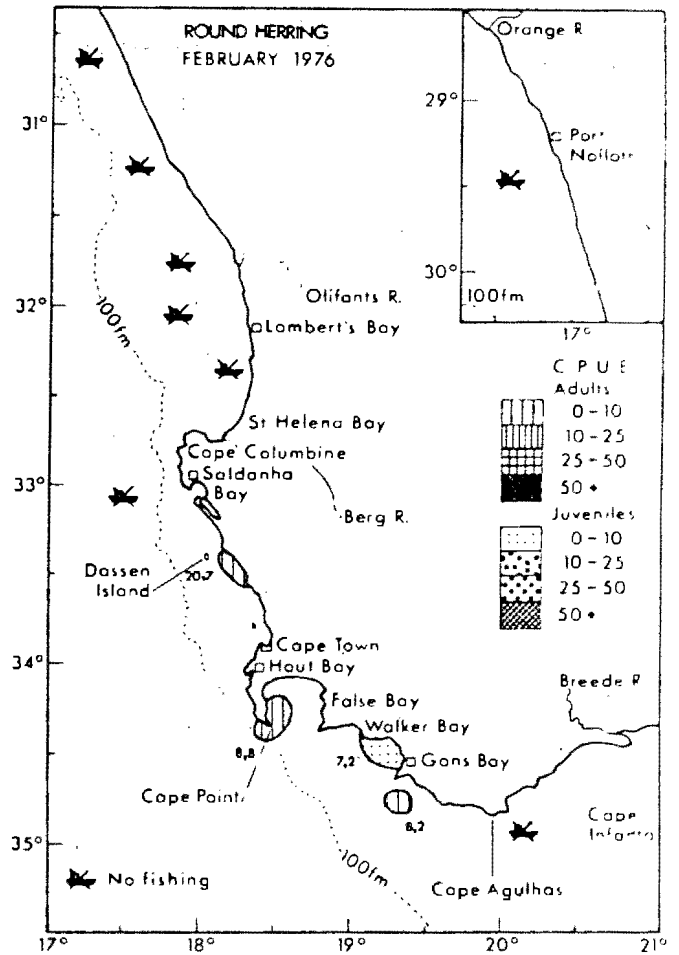 ROUND HERRING
FEBRUARY 1976
Orange R
29°
Port
Nolloth
30°
100fm
17°
31°
32°
33°
34°
35°
100fm
Olifants R.
Lambert's Bay
St Helena Bay
Cape Columbine
Saldanha
Bay
Berg R.
Dassen
Island
20,7
Cape Town
Hout Bay
False Bay
Walker Bay
Gans Bay
Breede R
8,8
7,2
8,2
Cape Point
Cape
Infanta
Cape Agulhas
100fm
No fishing
C P U E
Adults
0-10
10-25
25-50
50+
Juveniles
0-10
10-25
25-50
50+
17°
18°
19°
20°
21°